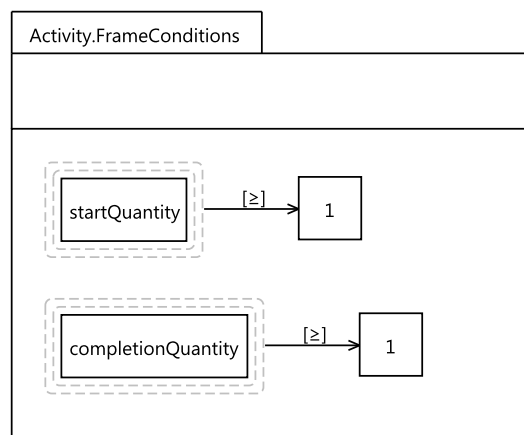 Activity.FrameConditions
startQuantity [≥] 1
completionQuantity [≥] 1